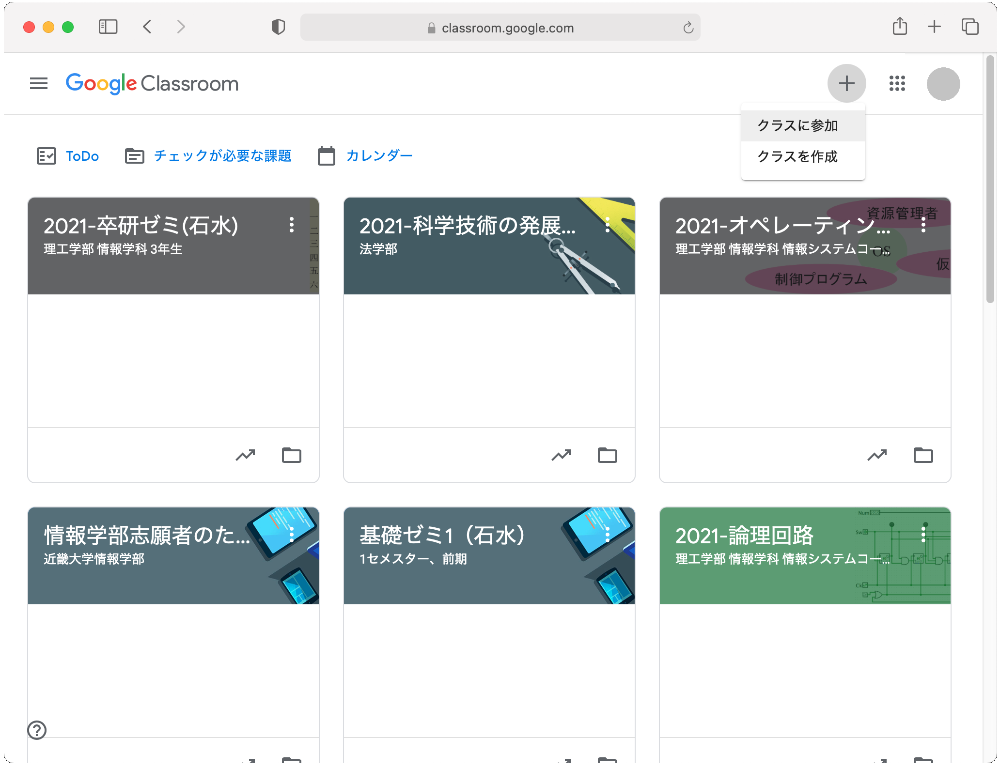 classroom.google.com
Google Classroom
クラスに参加
クラスを作成
ToDo
チェックが必要な課題
カレンダー
2021-卒研ゼミ(石水)
理工学部 情報学科 3年生
一
二
三
四
五
六
2021-科学技術の発展...
法学部
2021-オペレーティン...
理工学部 情報学科 情報システムコー...
資源管理者
OS
仮
制御プログラム
情報学部志願者のた...
近畿大学情報学部
基礎ゼミ1（石水）
1セメスター、前期
2021-論理回路
理工学部 情報学科 情報システムコー...
Num
Sw
Ck